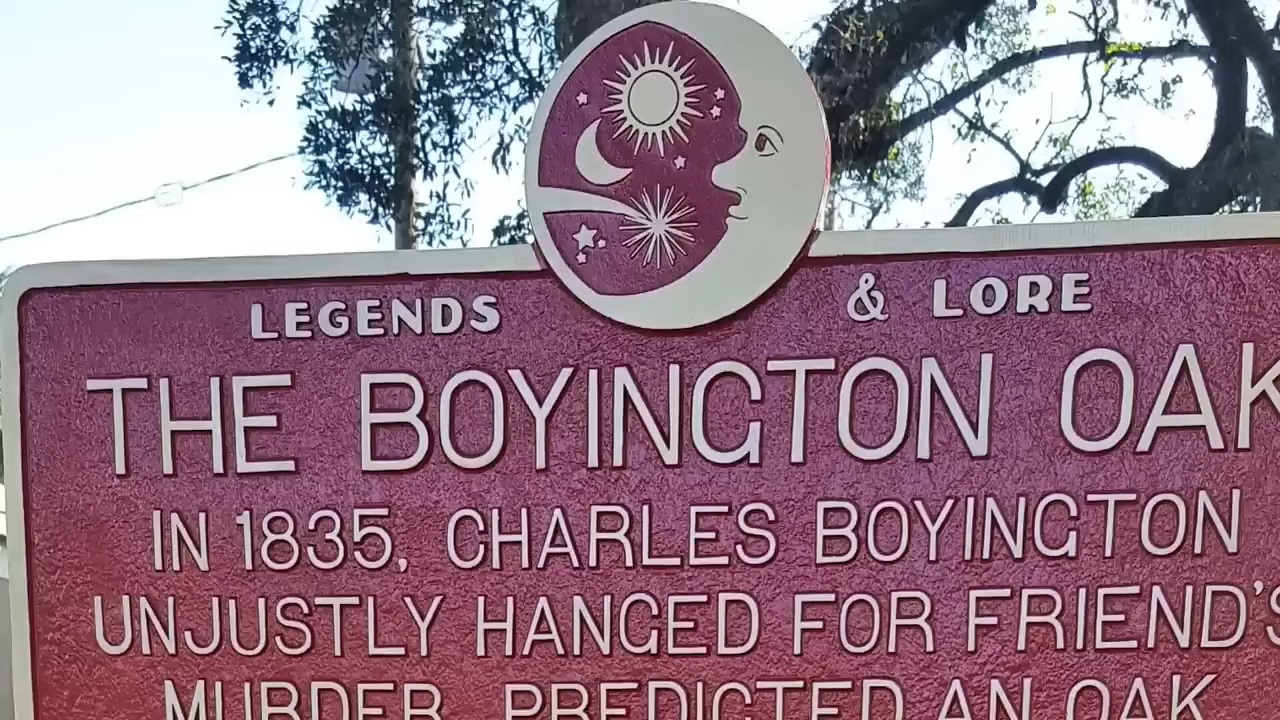 LEGENDS & LORE
THE BOYINGTON OAK
IN 1835, CHARLES BOYINGTON
UNJUSTLY HANGED FOR FRIEND'S
MURDER, PREDICTED AN OAK